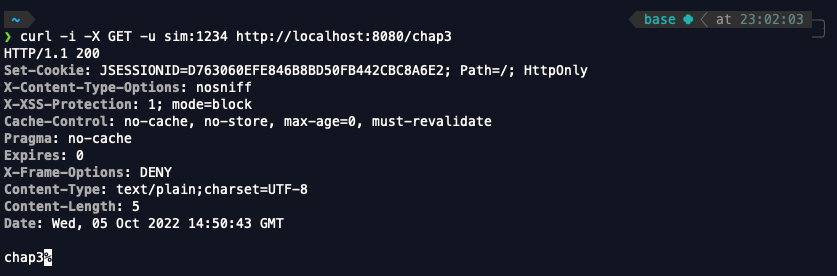 ~ base at 23:02:03
❯ curl -i -X GET -u sim:1234 http://localhost:8080/chap3
HTTP/1.1 200
Set-Cookie: JSESSIONID=D763060EFE846B8BD50FB442CBC8A6E2; Path=/; HttpOnly
X-Content-Type-Options: nosniff
X-XSS-Protection: 1; mode=block
Cache-Control: no-cache, no-store, max-age=0, must-revalidate
Pragma: no-cache
Expires: 0
X-Frame-Options: DENY
Content-Type: text/plain;charset=UTF-8
Content-Length: 5
Date: Wed, 05 Oct 2022 14:50:43 GMT
chap3%